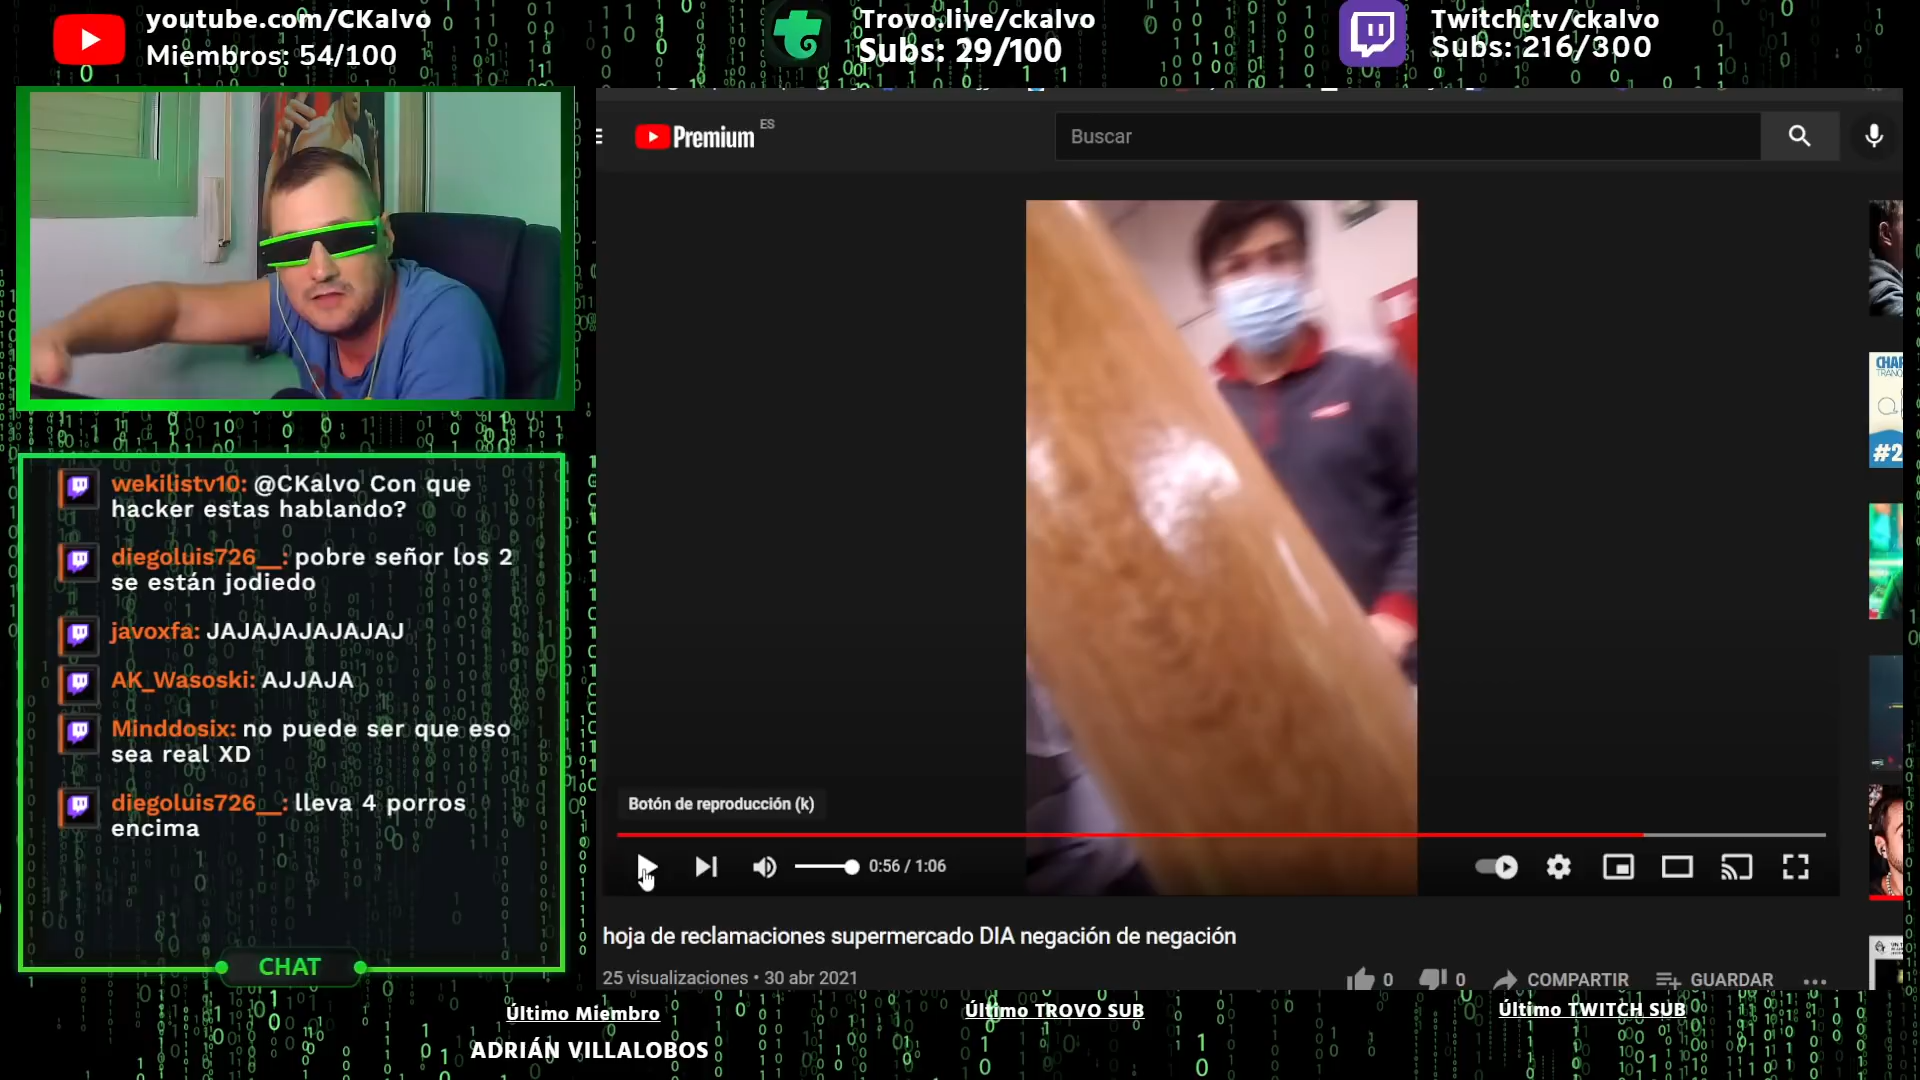 youtube.com/CKalvo
Miembros: 54/100
Trovo.live/ckalvo
Subs: 29/100
Twitch.tv/ckalvo
Subs: 216/300
Premium ES
Buscar
wekilistv10: @CKalvo Con que
hacker estas hablando?
diegoluis726__: pobre señor los 2
se están jodiedo
javoxfa: JAJAJAJAJAJAJ
AK_Wasoski: AJJAJA
Minddosix: no puede ser que eso
sea real XD
diegoluis726__: lleva 4 porros
encima
CHAT
Botón de reproducción (k)
0:56 / 1:06
hoja de reclamaciones supermercado DIA negación de negación
25 visualizaciones • 30 abr 2021
0
0
COMPARTIR
GUARDAR
#2
Último Miembro
ADRIÁN VILLALOBOS
Último TROVO SUB
Último TWITCH SUB